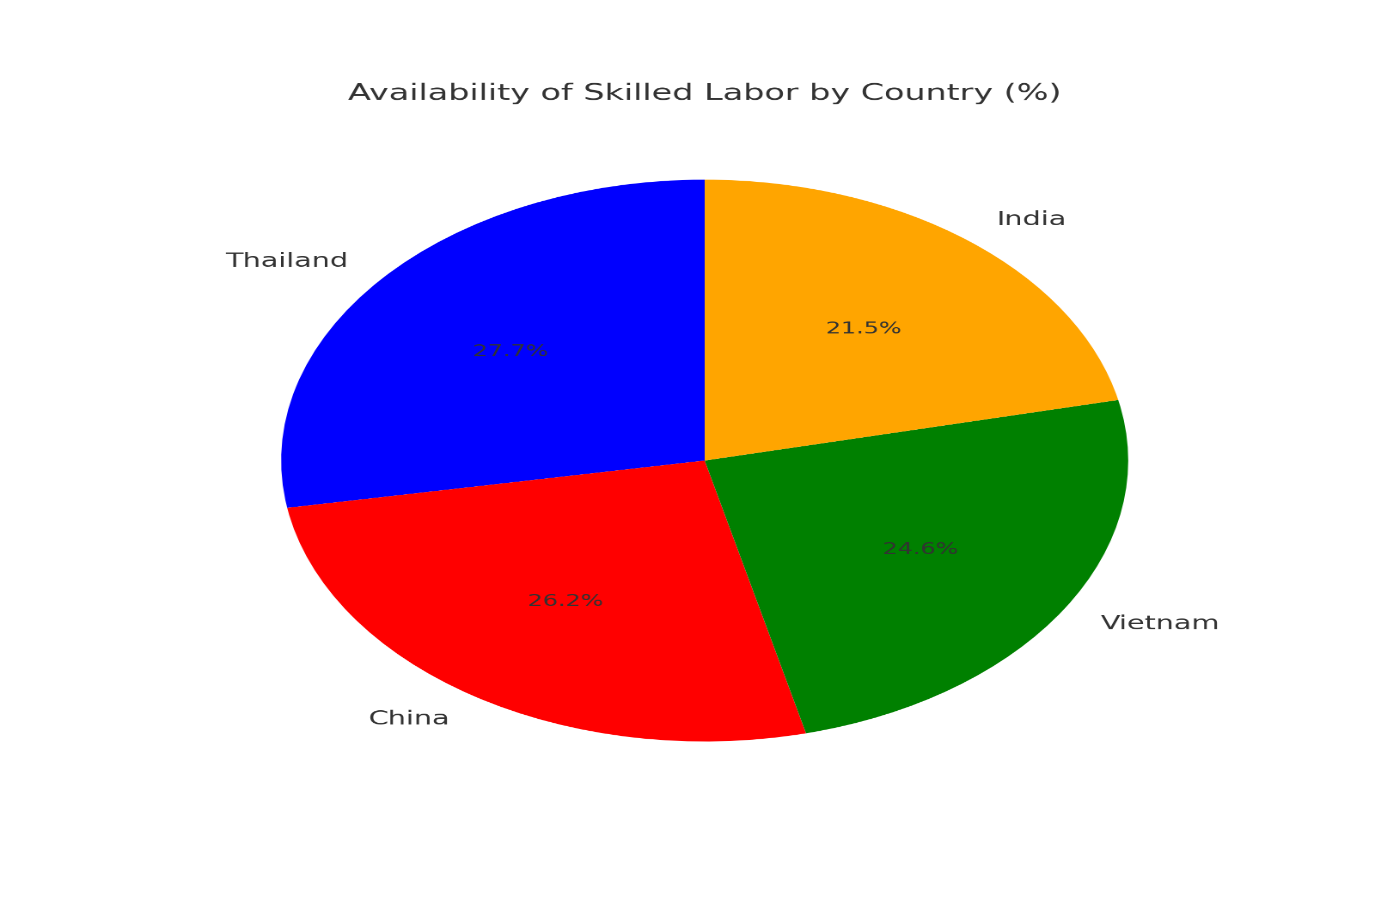 Availability of Skilled Labor by Country (%)
India
Thailand
21.5%
27.7%
24.6%
26.2%
Vietnam
China